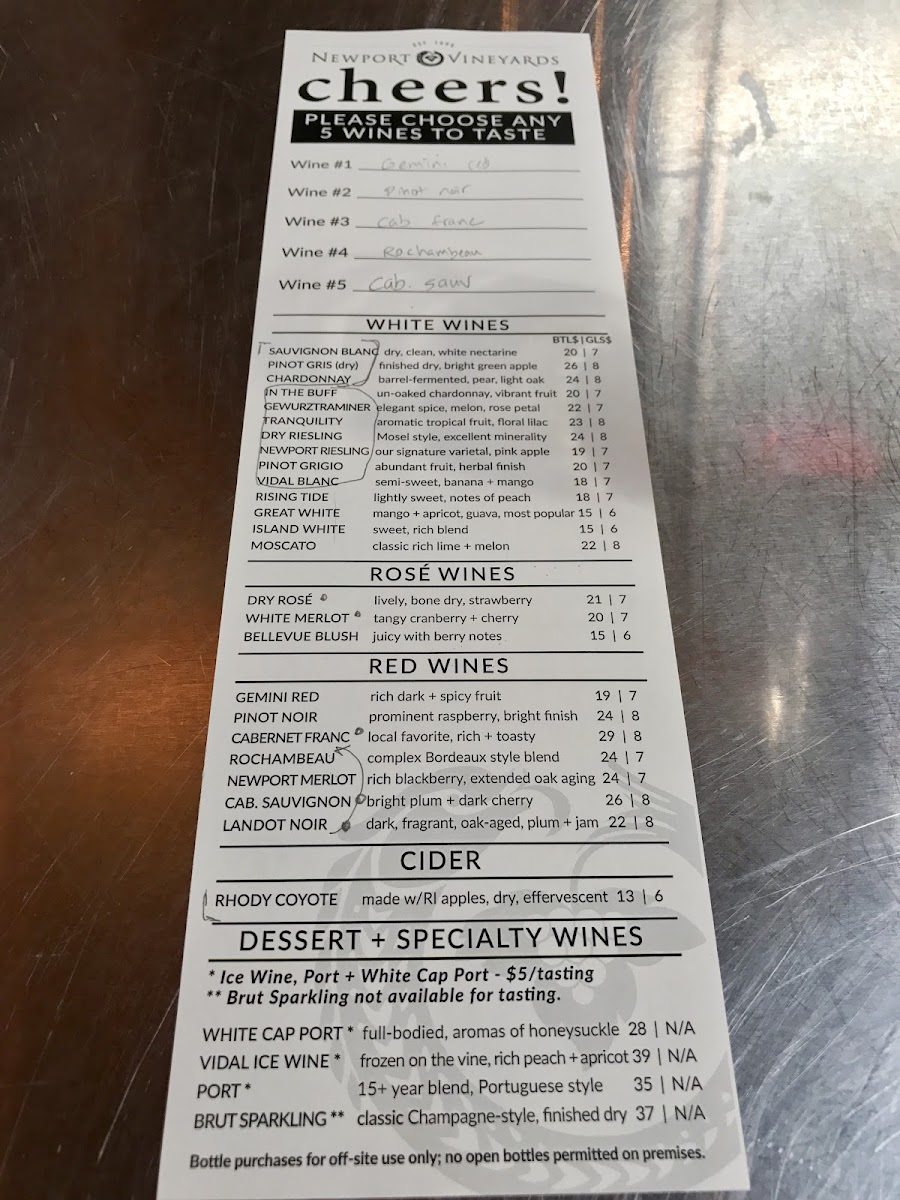 EST. 1995
NEWPORT VINEYARDS
cheers!
PLEASE CHOOSE ANY
5 WINES TO TASTE
Wine #1 Gemini red
Wine #2 Pinot noir
Wine #3 Cab franc
Wine #4 Rochambeau
Wine #5 Cab. sauv
WHITE WINES
BTL$ | GLS$
SAUVIGNON BLANC dry, clean, white nectarine 20 | 7
PINOT GRIS (dry) finished dry, bright green apple 26 | 8
CHARDONNAY barrel-fermented, pear, light oak 24 | 8
IN THE BUFF un-oaked chardonnay, vibrant fruit 20 | 7
GEWURZTRAMINER elegant spice, melon, rose petal 22 | 7
TRANQUILITY aromatic tropical fruit, floral lilac 23 | 8
DRY RIESLING Mosel style, excellent minerality 24 | 8
NEWPORT RIESLING our signature varietal, pink apple 19 | 7
PINOT GRIGIO abundant fruit, herbal finish 20 | 7
VIDAL BLANC semi-sweet, banana + mango 18 | 7
RISING TIDE lightly sweet, notes of peach 18 | 7
GREAT WHITE mango + apricot, guava, most popular 15 | 6
ISLAND WHITE sweet, rich blend 15 | 6
MOSCATO classic rich lime + melon 22 | 8
ROSÉ WINES
DRY ROSÉ lively, bone dry, strawberry 21 | 7
WHITE MERLOT tangy cranberry + cherry 20 | 7
BELLEVUE BLUSH juicy with berry notes 15 | 6
RED WINES
GEMINI RED rich dark + spicy fruit 19 | 7
PINOT NOIR prominent raspberry, bright finish 24 | 8
CABERNET FRANC local favorite, rich + toasty 29 | 8
ROCHAMBEAU complex Bordeaux style blend 24 | 7
NEWPORT MERLOT rich blackberry, extended oak aging 24 | 7
CAB. SAUVIGNON bright plum + dark cherry 26 | 8
LANDOT NOIR dark, fragrant, oak-aged, plum + jam 22 | 8
CIDER
RHODY COYOTE made w/RI apples, dry, effervescent 13 | 6
DESSERT + SPECIALTY WINES
* Ice Wine, Port + White Cap Port - $5/tasting
** Brut Sparkling not available for tasting.
WHITE CAP PORT * full-bodied, aromas of honeysuckle 28 | N/A
VIDAL ICE WINE * frozen on the vine, rich peach + apricot 39 | N/A
PORT * 15+ year blend, Portuguese style 35 | N/A
BRUT SPARKLING ** classic Champagne-style, finished dry 37 | N/A
Bottle purchases for off-site use only; no open bottles permitted on premises.